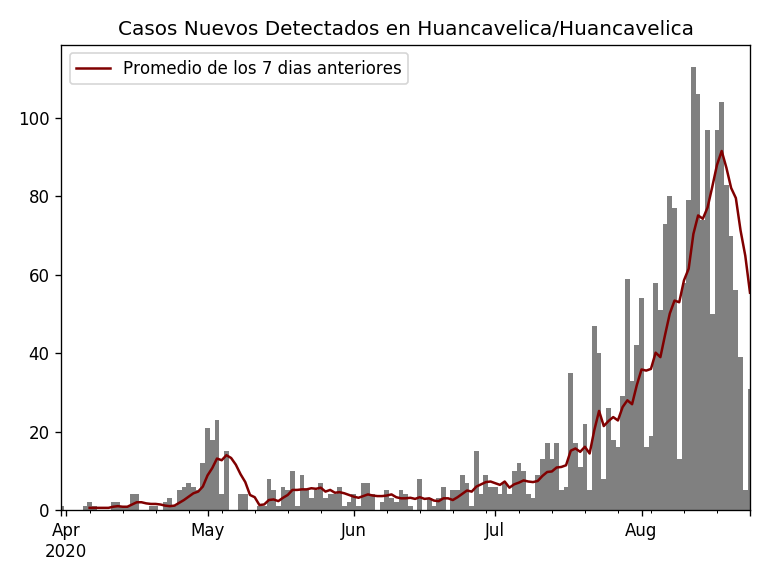 Casos Nuevos Detectados en Huancavelica/Huancavelica
Promedio de los 7 dias anteriores
100
80
60
40
20
0
Apr May Jun Jul Aug
2020